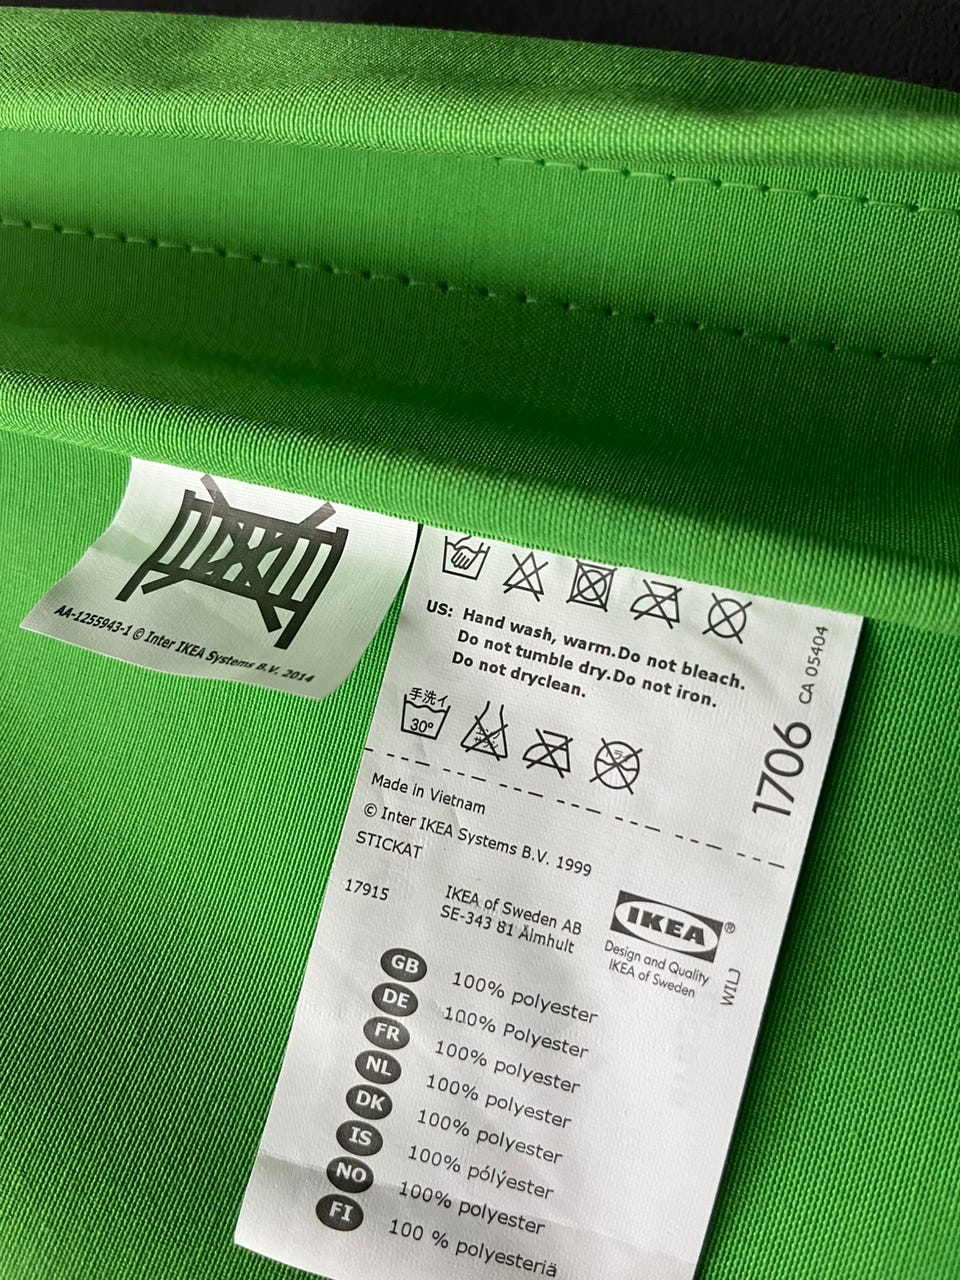 AA-1255943-1 © Inter IKEA Systems B.V. 2014
US: Hand wash, warm.Do not bleach.
Do not tumble dry.Do not iron.
Do not dryclean.
CA 05404
1706
手洗イ
30°
Made in Vietnam
© Inter IKEA Systems B.V. 1999
STICKAT
17915
IKEA of Sweden AB
SE-343 81 Älmhult
IKEA®
Design and Quality
IKEA of Sweden
WILJ
GB 100% polyester
DE 100% Polyester
FR 100% polyester
NL 100% polyester
DK 100% polyester
IS 100% pólýester
NO 100% polyester
FI 100 % polyesteriä